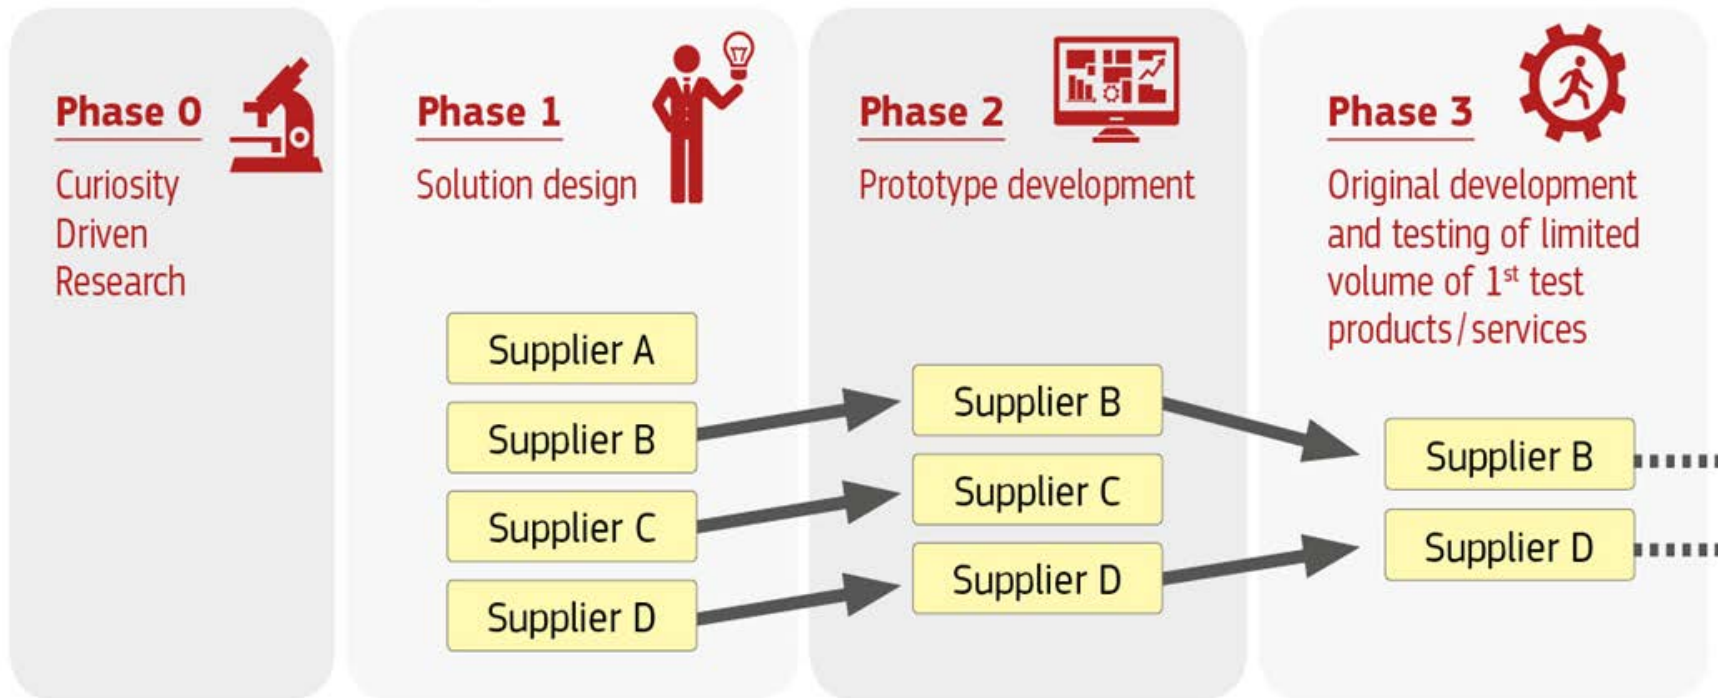 Phase 0
Curiosity
Driven
Research
Phase 1
Solution design
Supplier A
Supplier B
Supplier C
Supplier D
Phase 2
Prototype development
Supplier B
Supplier C
Supplier D
Phase 3
Original development
and testing of limited
volume of 1st test
products/services
Supplier B
Supplier D